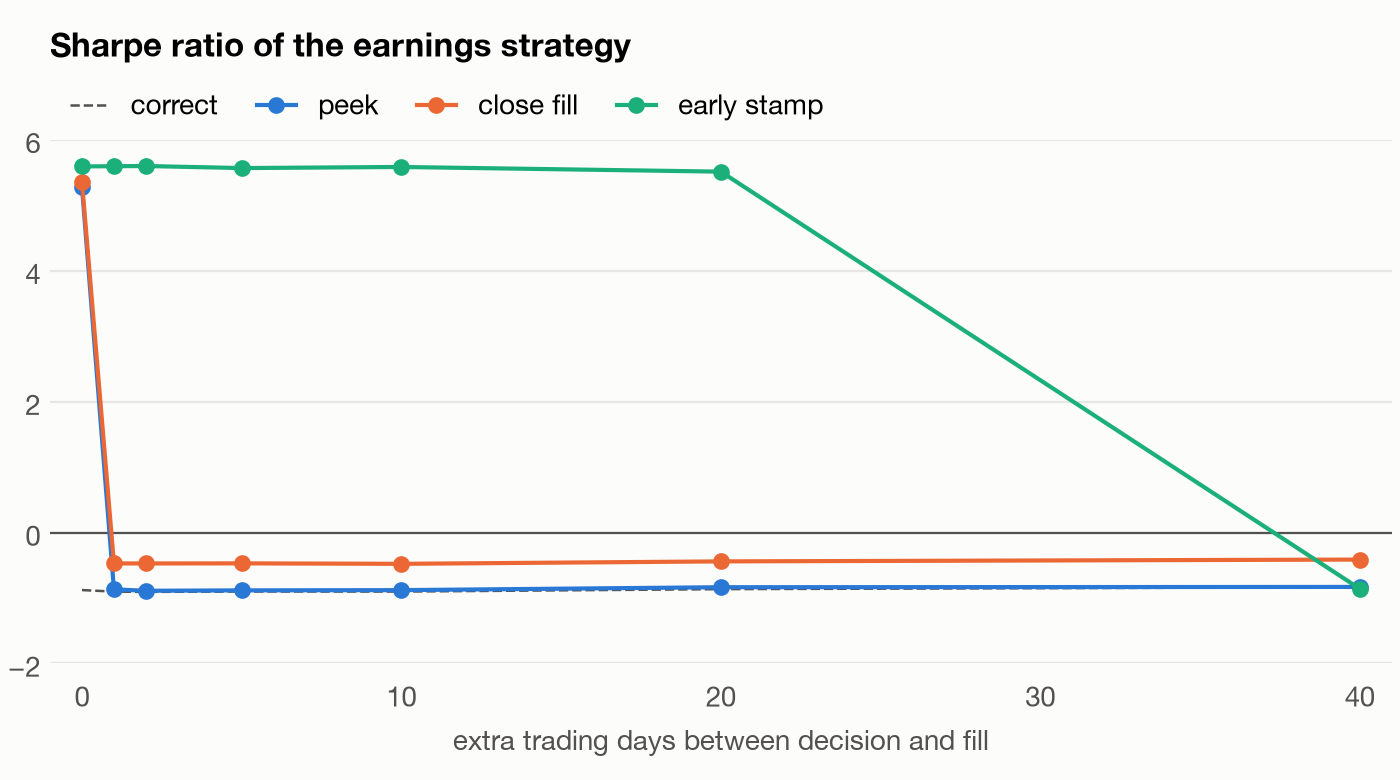 Sharpe ratio of the earnings strategy
correct peek close fill early stamp
6
4
2
0
−2
0 10 20 30 40
extra trading days between decision and fill